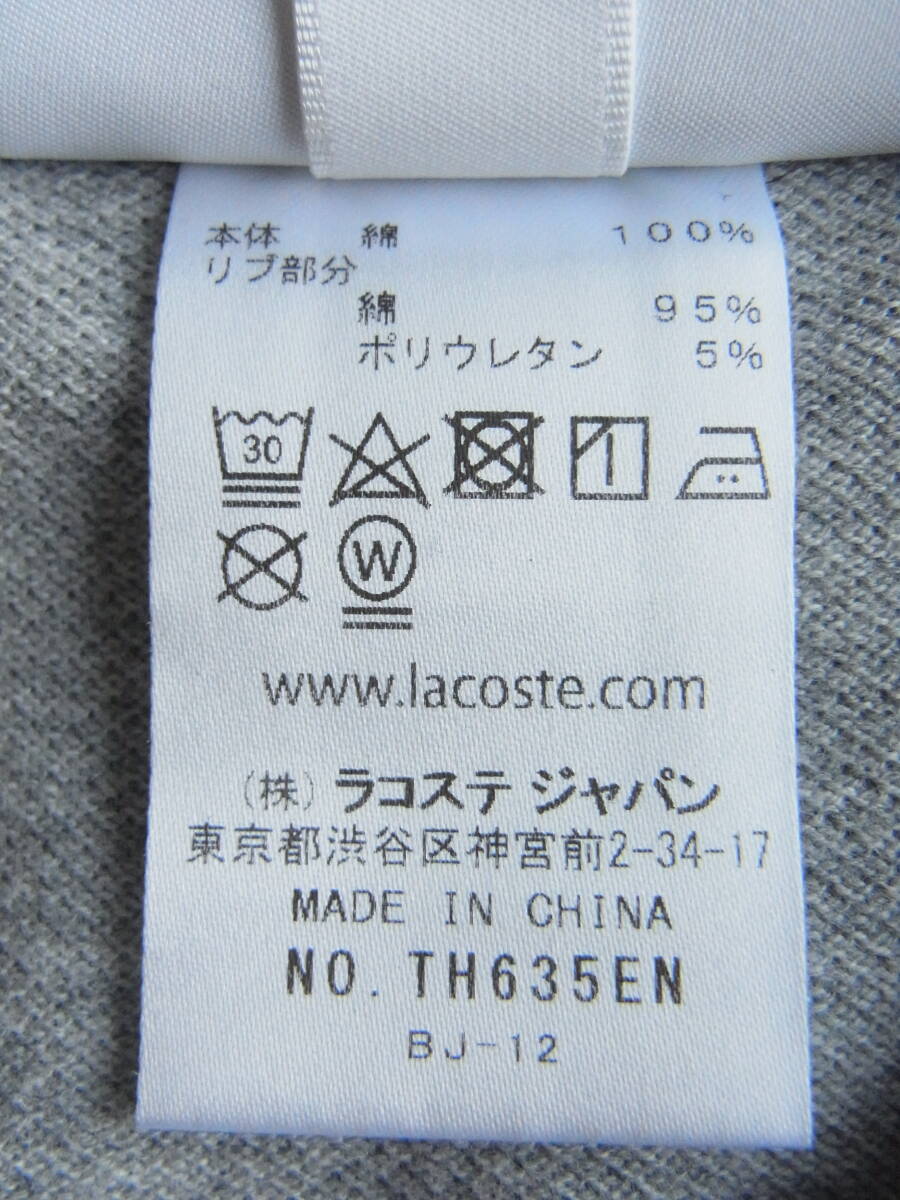 本体 綿 100%
リブ部分
綿 95%
ポリウレタン 5%
30
W
www.lacoste.com
(株) ラコステ ジャパン
東京都渋谷区神宮前2-34-17
MADE IN CHINA
NO. TH635EN
BJ-12